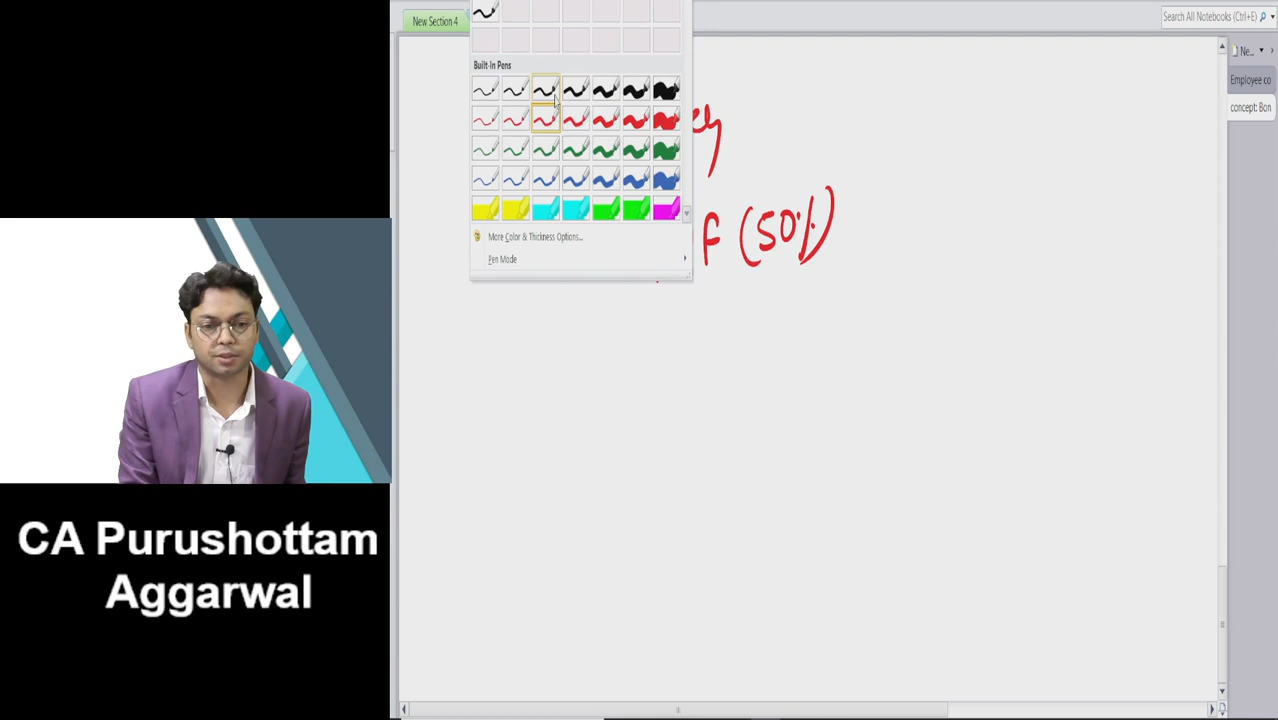 New Section 4
Search All Notebooks (Ctrl+E)
Ne...
Employee co
concept: Bon
Built-In Pens
F (50%)
More Color & Thickness Options...
Pen Mode
CA Purushottam
Aggarwal